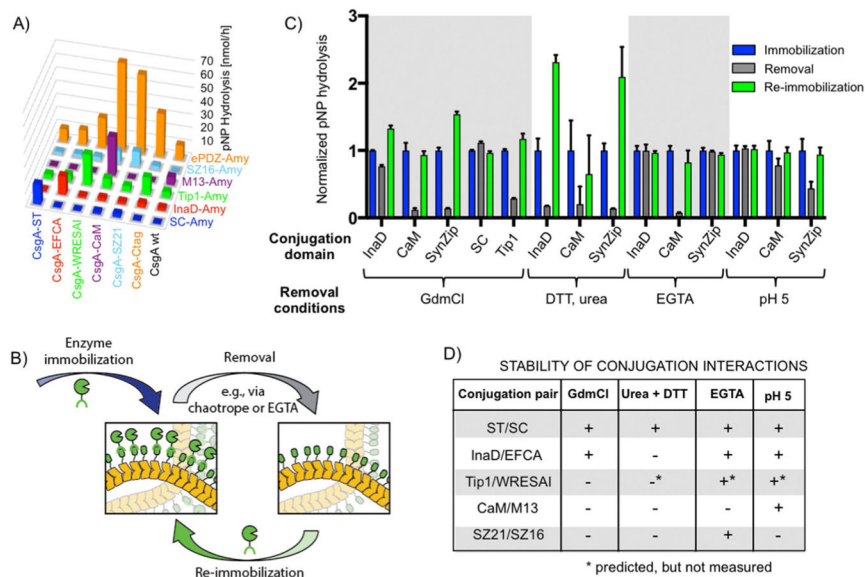 A)
70
60
50
40
30
20
10
pNP Hydrolysis [nmol/h]
ePDZ-Amy
SZ16-Amy
M13-Amy
Tip1-Amy
InaD-Amy
SC-Amy
CsgA-ST
CsgA-EFCA
CsgA-WRESAI
CsgA-CaM
CsgA-SZ21
CsgA-Ctag
CsgA wt
B)
Enzyme
immobilization
Removal
e.g., via
chaotrope or EGTA
Re-immobilization
C)
Normalized pNP hydrolysis
3
2
1
0
Immobilization
Removal
Re-immobilization
Conjugation
domain
InaD CaM SynZip SC Tip1 InaD CaM SynZip InaD CaM SynZip InaD CaM SynZip
Removal
conditions
GdmCl DTT, urea EGTA pH 5
D)
STABILITY OF CONJUGATION INTERACTIONS
Conjugation pair GdmCl Urea + DTT EGTA pH 5
ST/SC + + + +
InaD/EFCA + - + +
Tip1/WRESAI - -* +* +*
CaM/M13 - - - +
SZ21/SZ16 - - + -
* predicted, but not measured